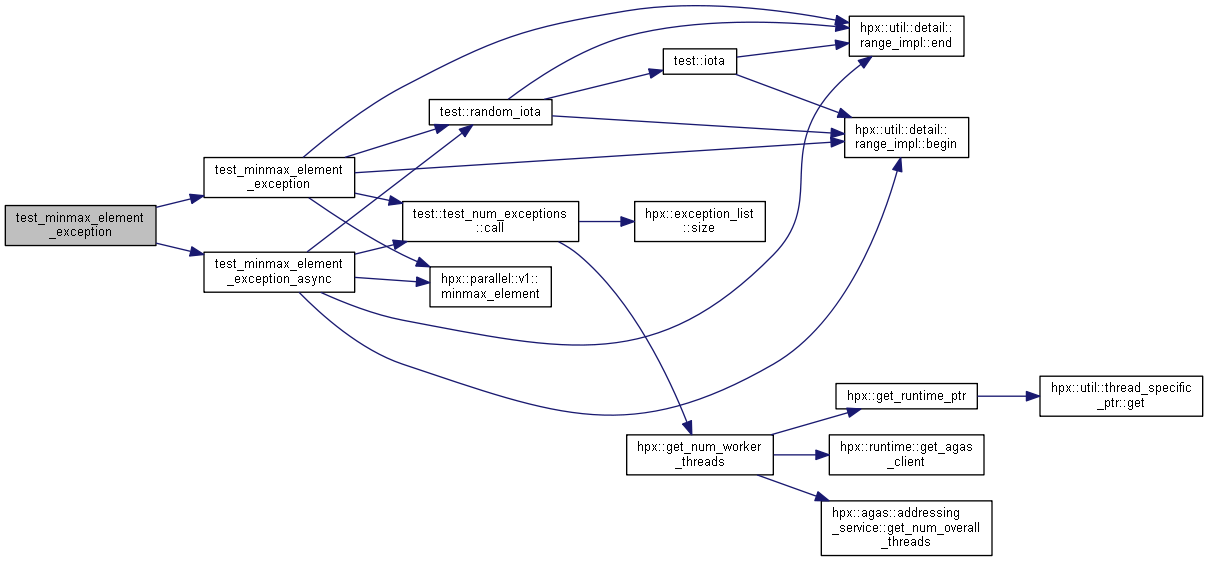 test_minmax_element
_exception
test_minmax_element
_exception
test_minmax_element
_exception_async
test::random_iota
test::test_num_exceptions
::call
hpx::parallel::v1::
minmax_element
test::iota
hpx::exception_list
::size
hpx::get_num_worker
_threads
hpx::util::detail::
range_impl::end
hpx::util::detail::
range_impl::begin
hpx::get_runtime_ptr
hpx::runtime::get_agas
_client
hpx::agas::addressing
_service::get_num_overall
_threads
hpx::util::thread_specific
_ptr::get